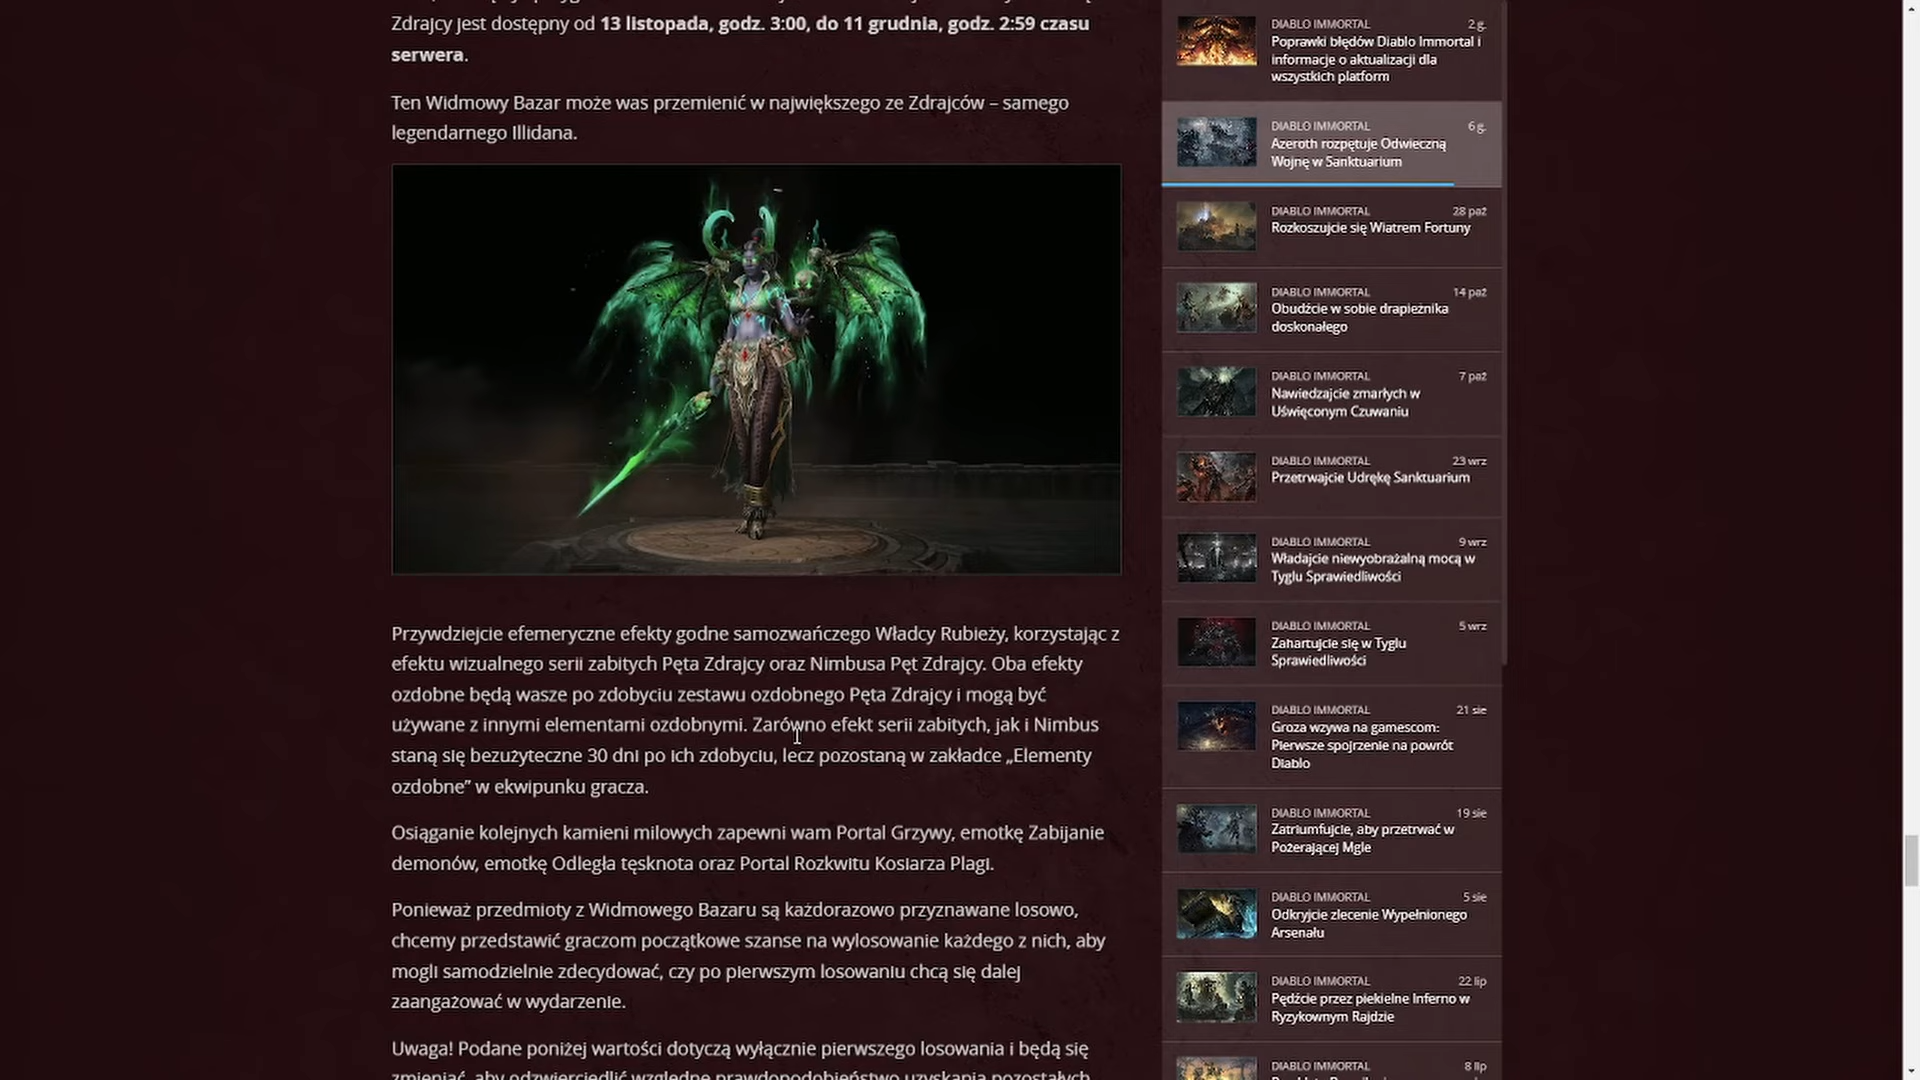 Zdrajcy jest dostępny od 13 listopada, godz. 3:00, do 11 grudnia, godz. 2:59 czasu
serwera.
Ten Widmowy Bazar może was przemienić w największego ze Zdrajców – samego
legendarnego Illidana.
Przywdziejcie efemeryczne efekty godne samozwańczego Władcy Rubieży, korzystając z
efektu wizualnego serii zabitych Pęta Zdrajcy oraz Nimbusa Pęt Zdrajcy. Oba efekty
ozdobne będą wasze po zdobyciu zestawu ozdobnego Pęta Zdrajcy i mogą być
używane z innymi elementami ozdobnymi. Zarówno efekt serii zabitych, jak i Nimbus
staną się bezużyteczne 30 dni po ich zdobyciu, lecz pozostaną w zakładce „Elementy
ozdobne” w ekwipunku gracza.
Osiąganie kolejnych kamieni milowych zapewni wam Portal Grzywy, emotkę Zabijanie
demonów, emotkę Odległa tęsknota oraz Portal Rozkwitu Kosiarza Plagi.
Ponieważ przedmioty z Widmowego Bazaru są każdorazowo przyznawane losowo,
chcemy przedstawić graczom początkowe szanse na wylosowanie każdego z nich, aby
mogli samodzielnie zdecydować, czy po pierwszym losowaniu chcą się dalej
zaangażować w wydarzenie.
Uwaga! Podane poniżej wartości dotyczą wyłącznie pierwszego losowania i będą się
zmieniać, aby odzwierciedlić względne prawdopodobieństwo uzyskania pozostałych
DIABLO IMMORTAL 2 g.
Poprawki błędów Diablo Immortal i
informacje o aktualizacji dla
wszystkich platform
DIABLO IMMORTAL 6 g.
Azeroth rozpętuje Odwieczną
Wojnę w Sanktuarium
DIABLO IMMORTAL 28 paź
Rozkoszujcie się Wiatrem Fortuny
DIABLO IMMORTAL 14 paź
Obudźcie w sobie drapieżnika
doskonałego
DIABLO IMMORTAL 7 paź
Nawiedzajcie zmarłych w
Uświęconym Czuwaniu
DIABLO IMMORTAL 23 wrz
Przetrwajcie Udrękę Sanktuarium
DIABLO IMMORTAL 9 wrz
Władajcie niewyobrażalną mocą w
Tyglu Sprawiedliwości
DIABLO IMMORTAL 5 wrz
Zahartujcie się w Tyglu
Sprawiedliwości
DIABLO IMMORTAL 21 sie
Groza wzywa na gamescom:
Pierwsze spojrzenie na powrót
Diablo
DIABLO IMMORTAL 19 sie
Zatriumfujcie, aby przetrwać w
Pożerającej Mgle
DIABLO IMMORTAL 5 sie
Odkryjcie zlecenie Wypełnionego
Arsenału
DIABLO IMMORTAL 22 lip
Pędźcie przez piekielne Inferno w
Ryzykownym Rajdzie
DIABLO IMMORTAL 8 lip